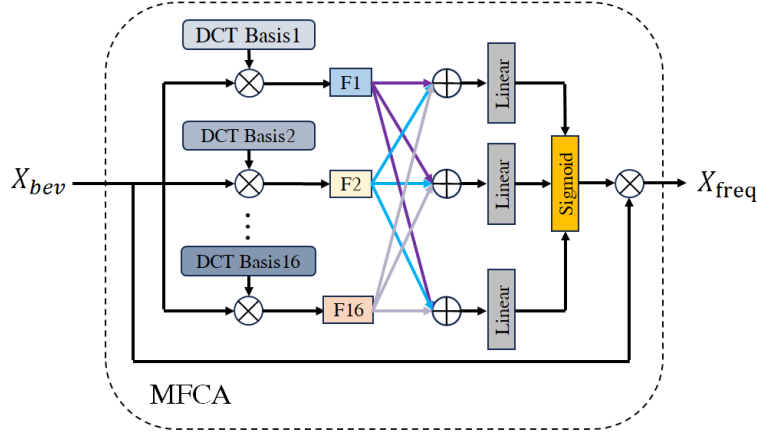 DCT Basis1
F1
Linear
DCT Basis2
X_bev
F2
Linear
Sigmoid
X_freq
⋮
DCT Basis16
F16
Linear
MFCA